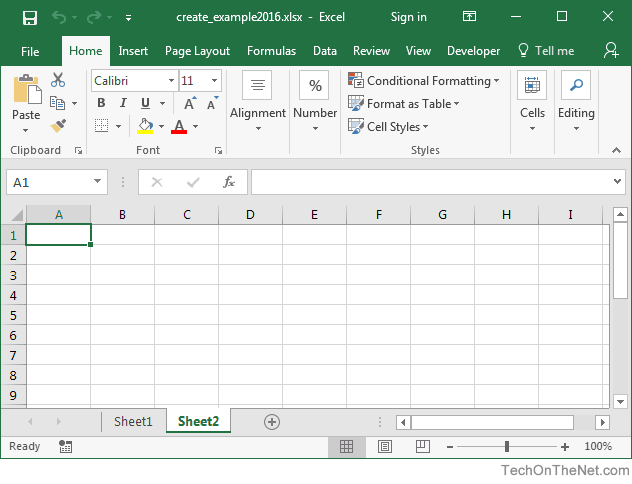 create_example2016.xlsx - Excel Sign in
File Home Insert Page Layout Formulas Data Review View Developer Tell me
Calibri 11 % Conditional Formatting
Paste B I U A A Alignment Number Format as Table Cells Editing
A Cell Styles
Clipboard Font Styles
A1 fx
A B C D E F G H I
1
2
3
4
5
6
7
8
9
Sheet1 Sheet2
Ready 100%
TechOnTheNet.com